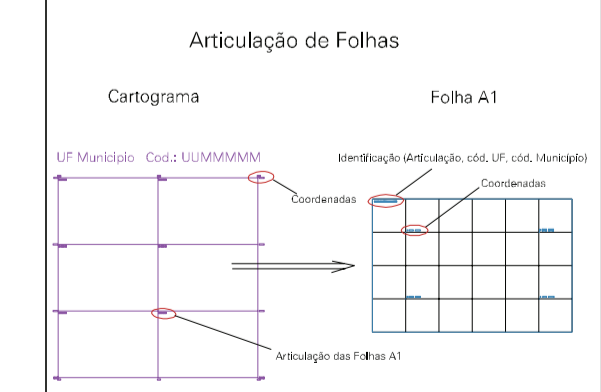 Articulação de Folhas
Cartograma
Folha A1
UF Municipio Cod.: UUMMMMM
Identificação (Articulação, cód. UF, cód. Município)
Coordenadas
Coordenadas
Articulação das Folhas A1